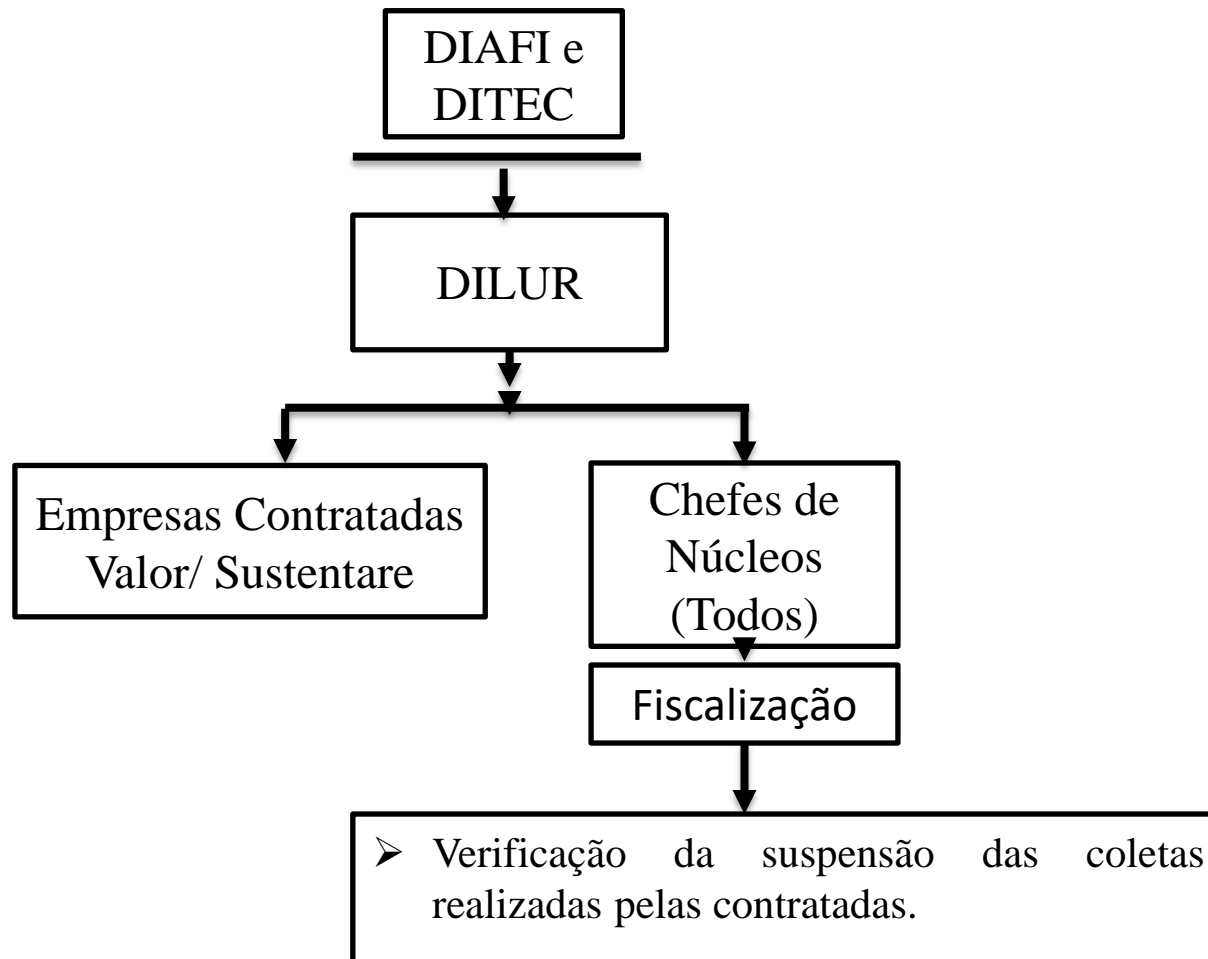 DIAFI e
DITEC
DILUR
Empresas Contratadas
Valor/ Sustentare
Chefes de
Núcleos
(Todos)
Fiscalização
➢ Verificação da suspensão das coletas
realizadas pelas contratadas.